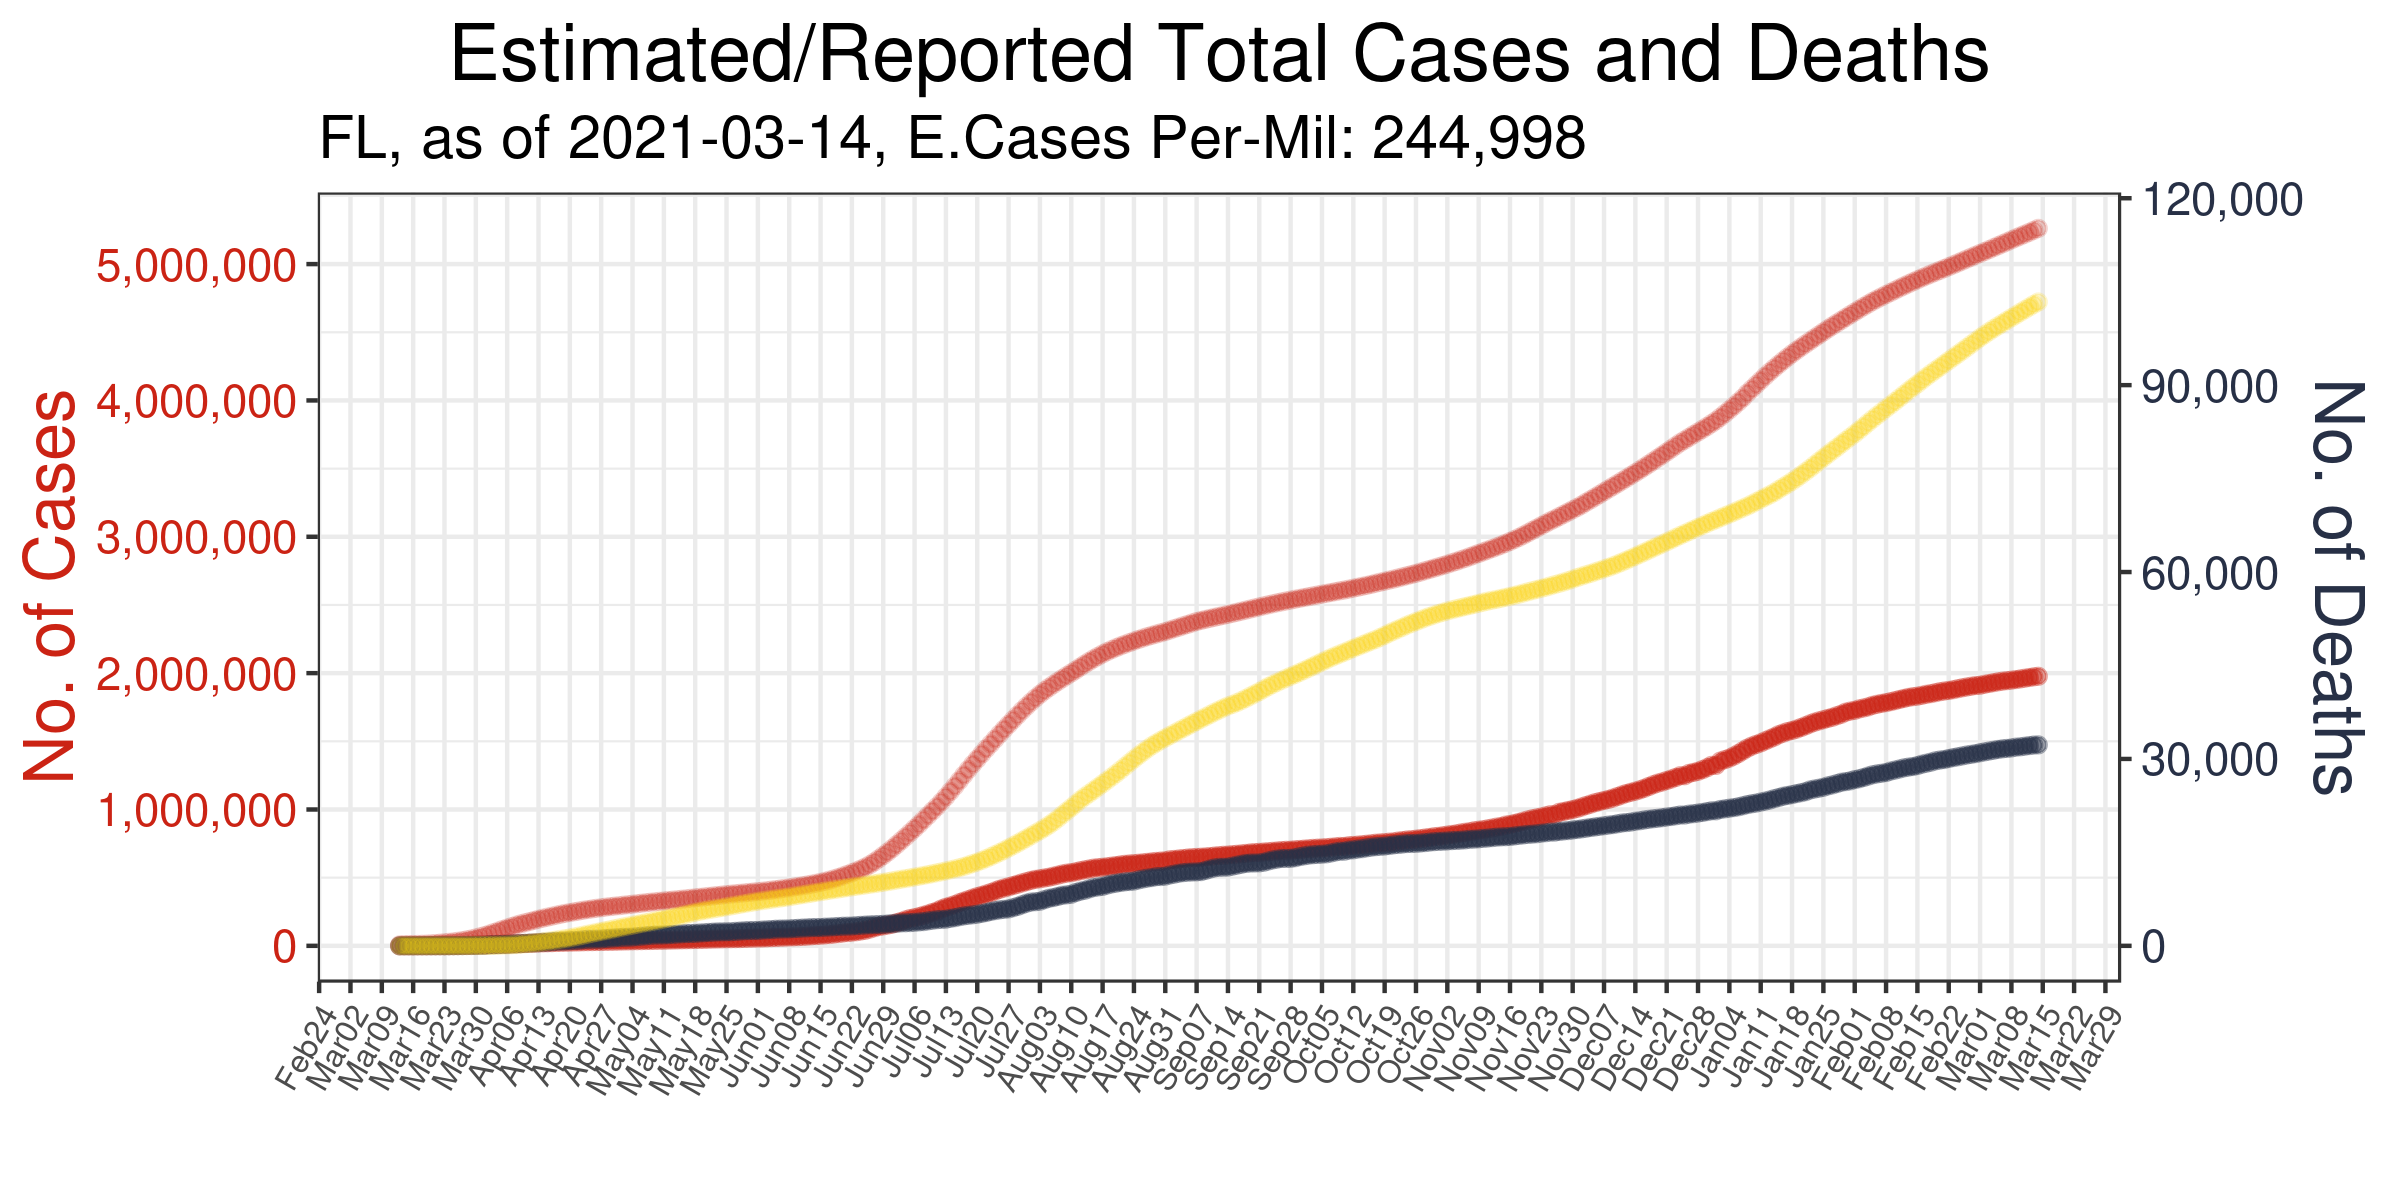 Estimated/Reported Total Cases and Deaths
FL, as of 2021-03-14, E.Cases Per-Mil: 244,998
No. of Cases
5,000,000
4,000,000
3,000,000
2,000,000
1,000,000
0
120,000
90,000
60,000
30,000
0
No. of Deaths
Feb24
Mar02
Mar09
Mar16
Mar23
Mar30
Apr06
Apr13
Apr20
Apr27
May04
May11
May18
May25
Jun01
Jun08
Jun15
Jun22
Jun29
Jul06
Jul13
Jul20
Jul27
Aug03
Aug10
Aug17
Aug24
Aug31
Sep07
Sep14
Sep21
Sep28
Oct05
Oct12
Oct19
Oct26
Nov02
Nov09
Nov16
Nov23
Nov30
Dec07
Dec14
Dec21
Dec28
Jan04
Jan11
Jan18
Jan25
Feb01
Feb08
Feb15
Feb22
Mar01
Mar08
Mar15
Mar22
Mar29